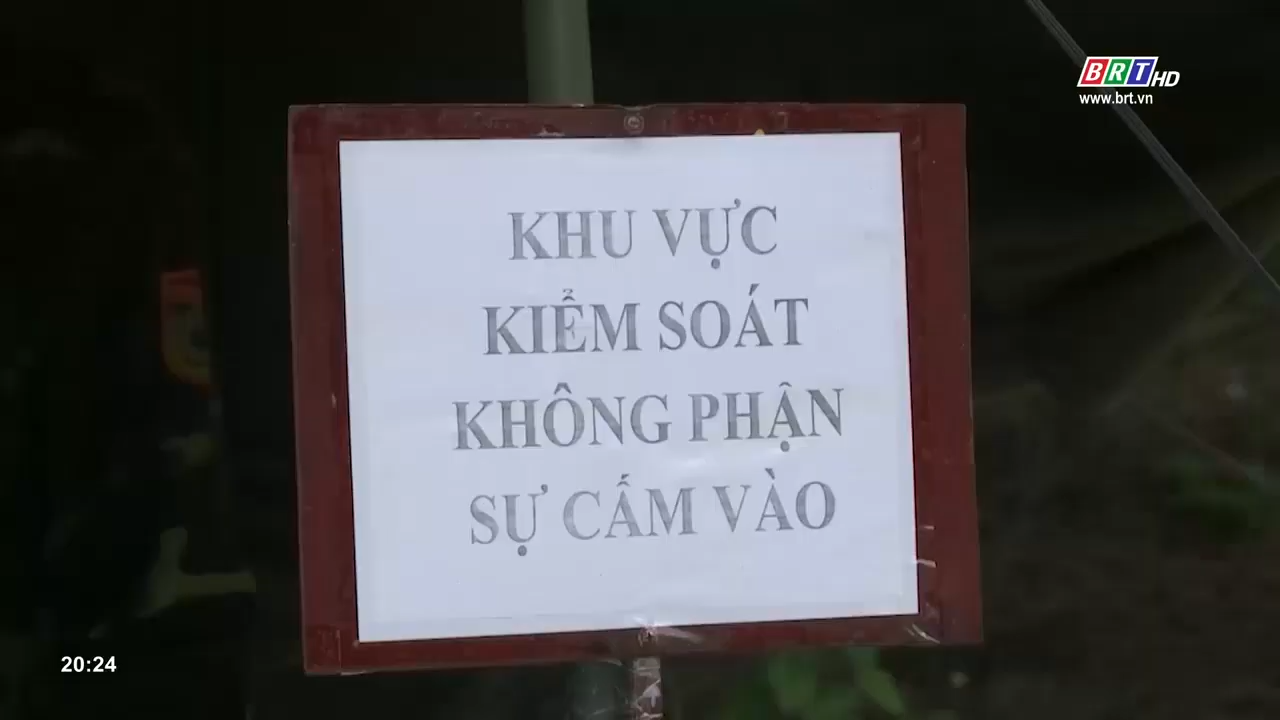 BRTHD
www.brt.vn
KHU VỰC
KIỂM SOÁT
KHÔNG PHẬN
SỰ CẤM VÀO
20:24